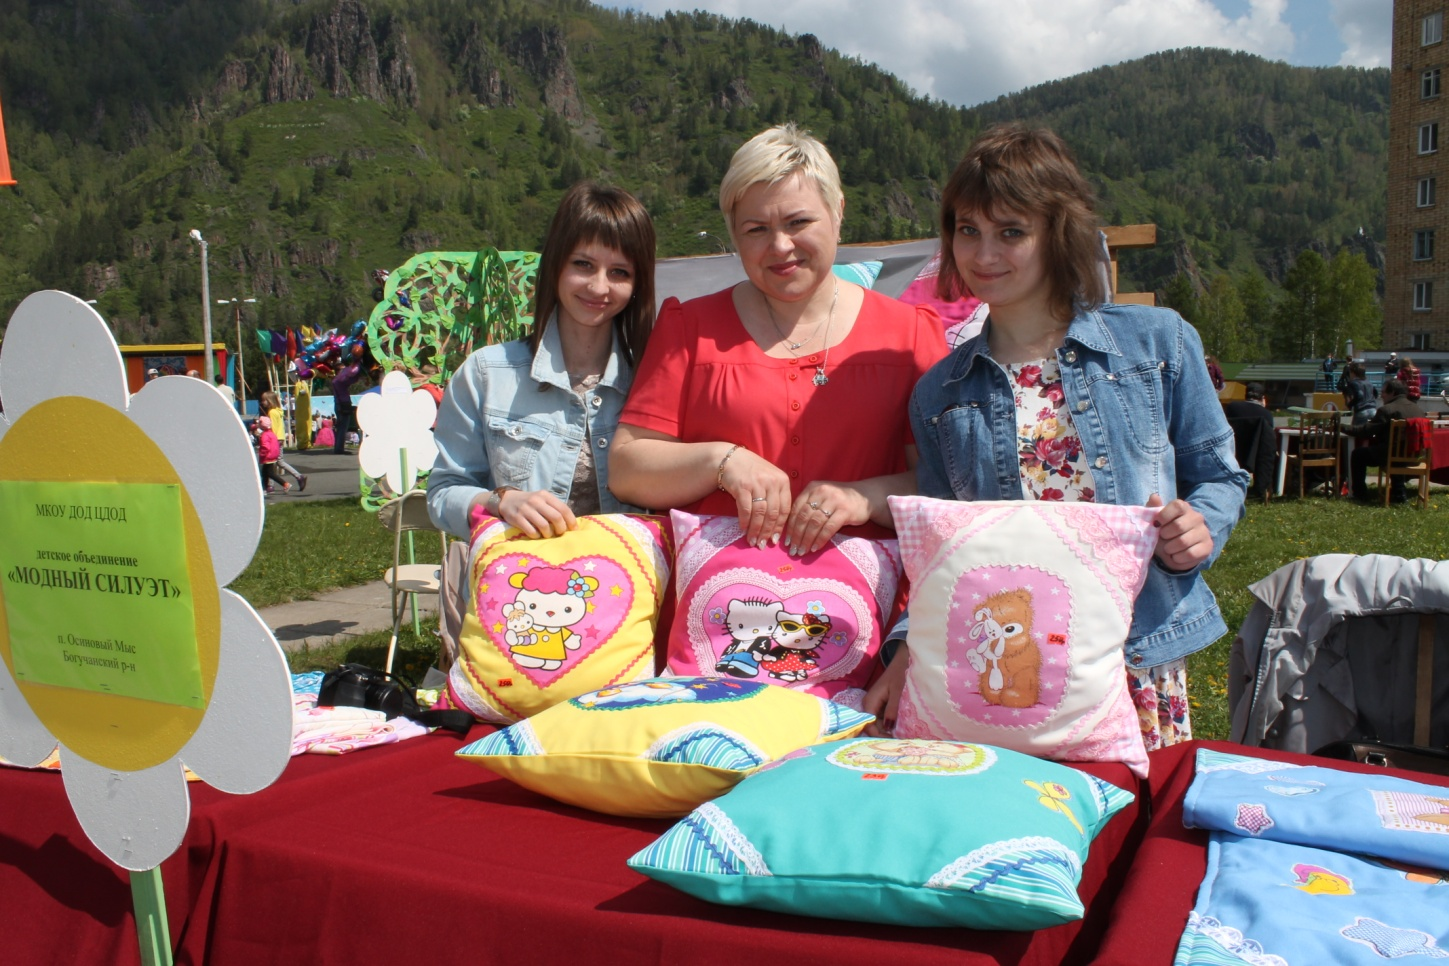 МКОУ ДОД ЦДОД
детское объединение
«МОДНЫЙ СИЛУЭТ»
п. Осиновый Мыс
Богучанский р-н